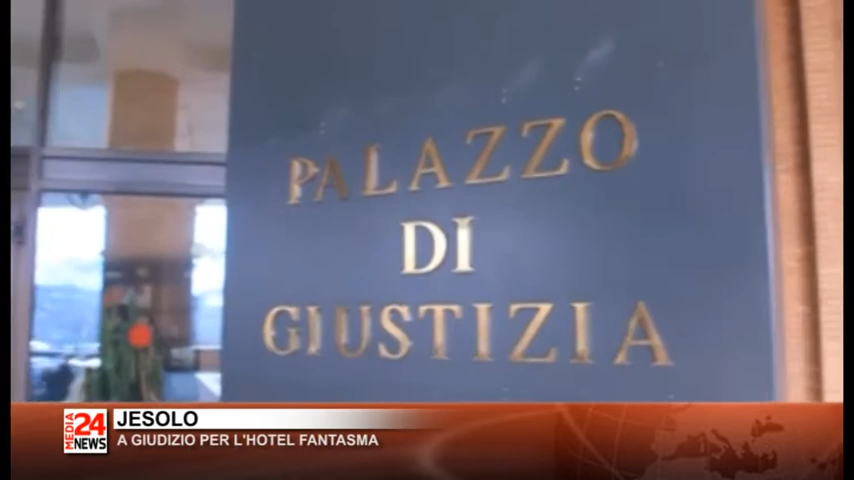 PALAZZO
DI
GIUSTIZIA
MEDIA 24 NEWS
JESOLO
A GIUDIZIO PER L'HOTEL FANTASMA